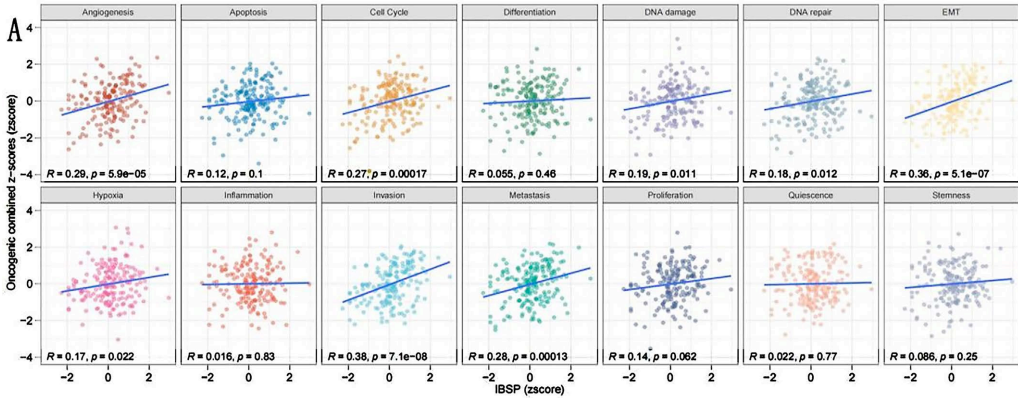 A
Angiogenesis Apoptosis Cell Cycle Differentiation DNA damage DNA repair EMT
4
2
0
−2
−4
R = 0.29, p = 5.9e−05 R = 0.12, p = 0.1 R = 0.27, p = 0.00017 R = 0.055, p = 0.46 R = 0.19, p = 0.011 R = 0.18, p = 0.012 R = 0.36, p = 5.1e−07
Oncogenic combined z−scores (zscore)
Hypoxia Inflammation Invasion Metastasis Proliferation Quiescence Stemness
4
2
0
−2
−4
R = 0.17, p = 0.022 R = 0.016, p = 0.83 R = 0.38, p = 7.1e−08 R = 0.28, p = 0.00013 R = 0.14, p = 0.062 R = 0.022, p = 0.77 R = 0.086, p = 0.25
−2 0 2 −2 0 2 −2 0 2 −2 0 2 −2 0 2 −2 0 2 −2 0 2
IBSP (zscore)